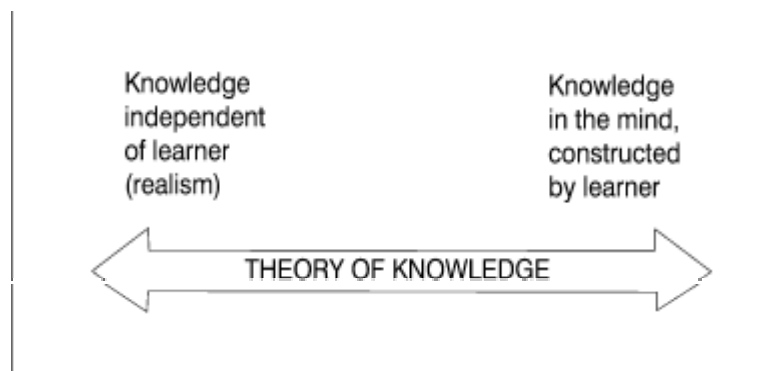 Knowledge
independent
of learner
(realism)
Knowledge
in the mind,
constructed
by learner
THEORY OF KNOWLEDGE